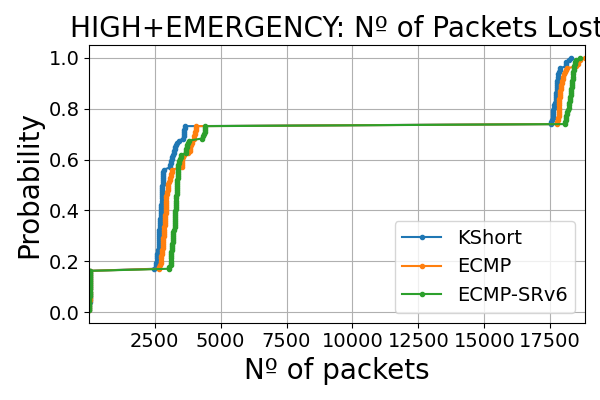 HIGH+EMERGENCY: Nº of Packets Lost
1.0
0.8
0.6
0.4
0.2
0.0
Probability
KShort
ECMP
ECMP-SRv6
2500 5000 7500 10000 12500 15000 17500
Nº of packets